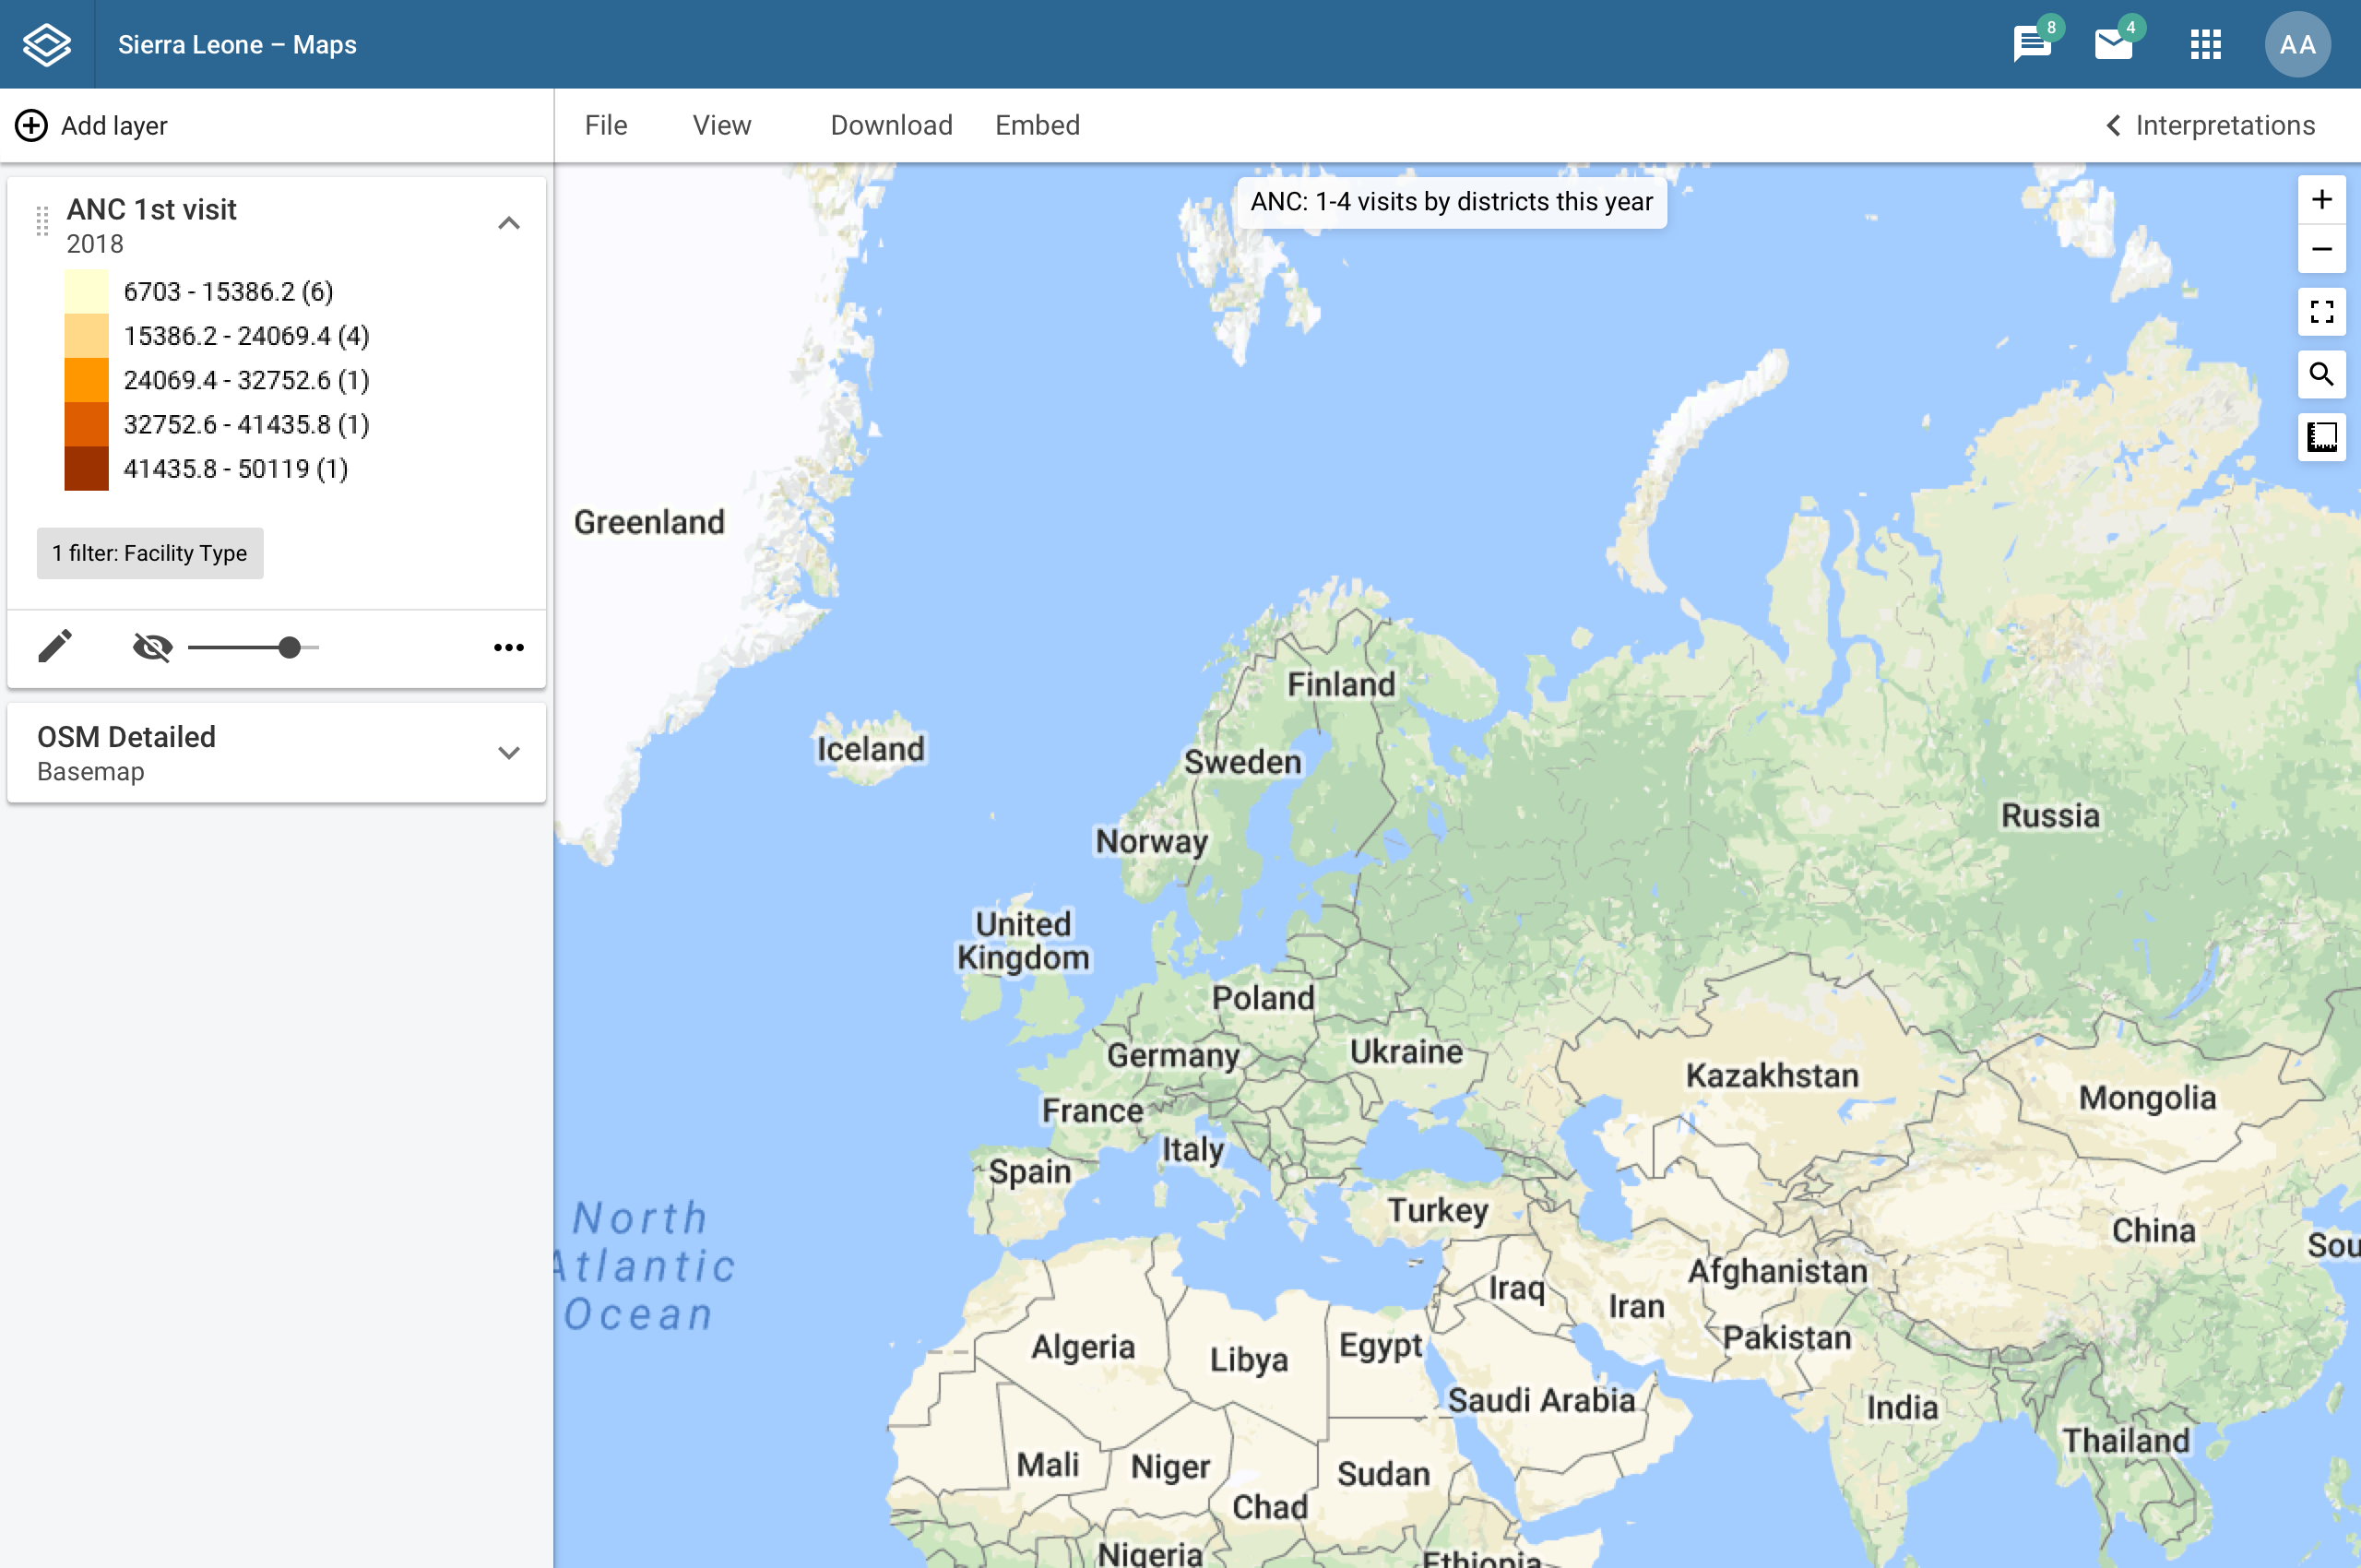 Sierra Leone – Maps
8
4
AA
Add layer
File
View
Download
Embed
Interpretations
ANC 1st visit
2018
6703 - 15386.2 (6)
15386.2 - 24069.4 (4)
24069.4 - 32752.6 (1)
32752.6 - 41435.8 (1)
41435.8 - 50119 (1)
1 filter: Facility Type
OSM Detailed
Basemap
ANC: 1-4 visits by districts this year
Greenland
Finland
Iceland
Sweden
Norway
Russia
United
Kingdom
Poland
Germany
Ukraine
Kazakhstan
Mongolia
France
Italy
Spain
Turkey
North
Atlantic
Ocean
China
Sou
Afghanistan
Iraq
Iran
Pakistan
Algeria
Libya
Egypt
Saudi Arabia
India
Thailand
Mali
Niger
Sudan
Chad
Nigeria
Ethiopia